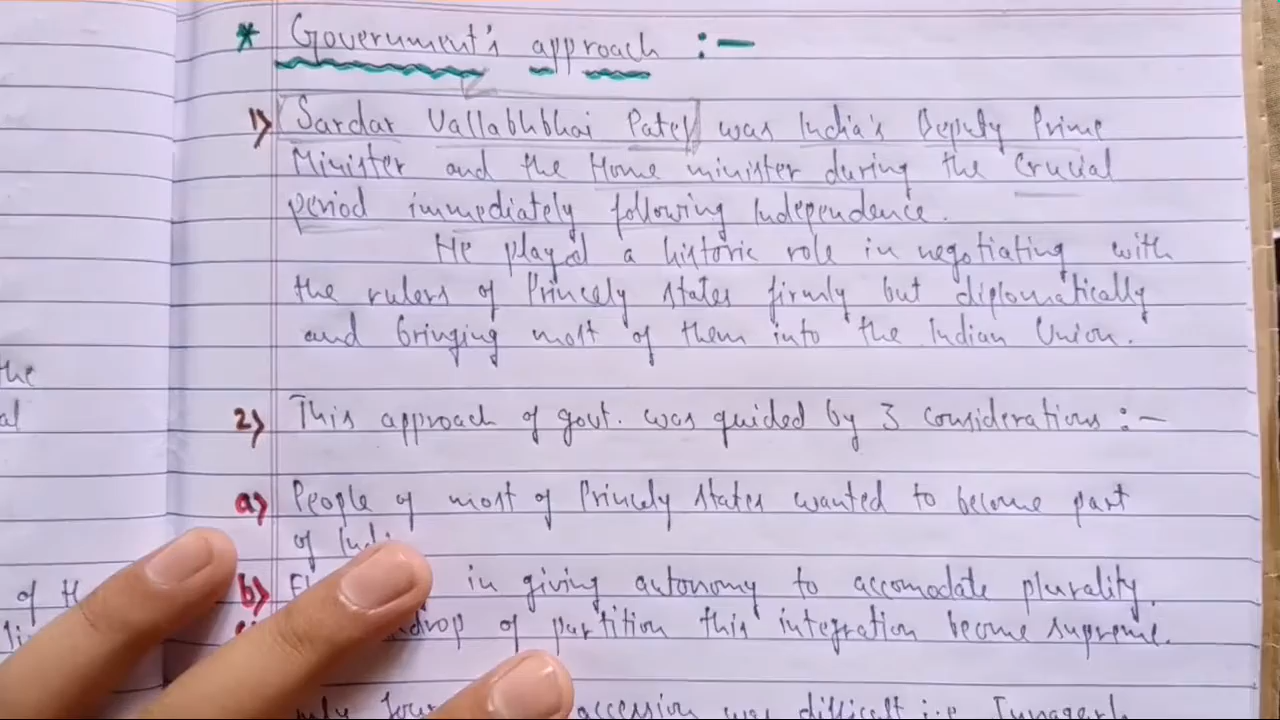 * Government's approach :-
1) Sardar Vallabhbhai Patel was India's Deputy Prime
Minister and the Home minister during the Crucial
period immediately following Independence.
He played a historic role in negotiating with
the rulers of Princely states firmly but diplomatically
and bringing most of them into the Indian Union.
the
al
2) This approach of govt. was guided by 3 considerations :-
a) People of most of Princely states wanted to become part
of
b) in giving autonomy to accomodate plurality.
of
drop of partition this integration become supreme.
accession was difficult i.e